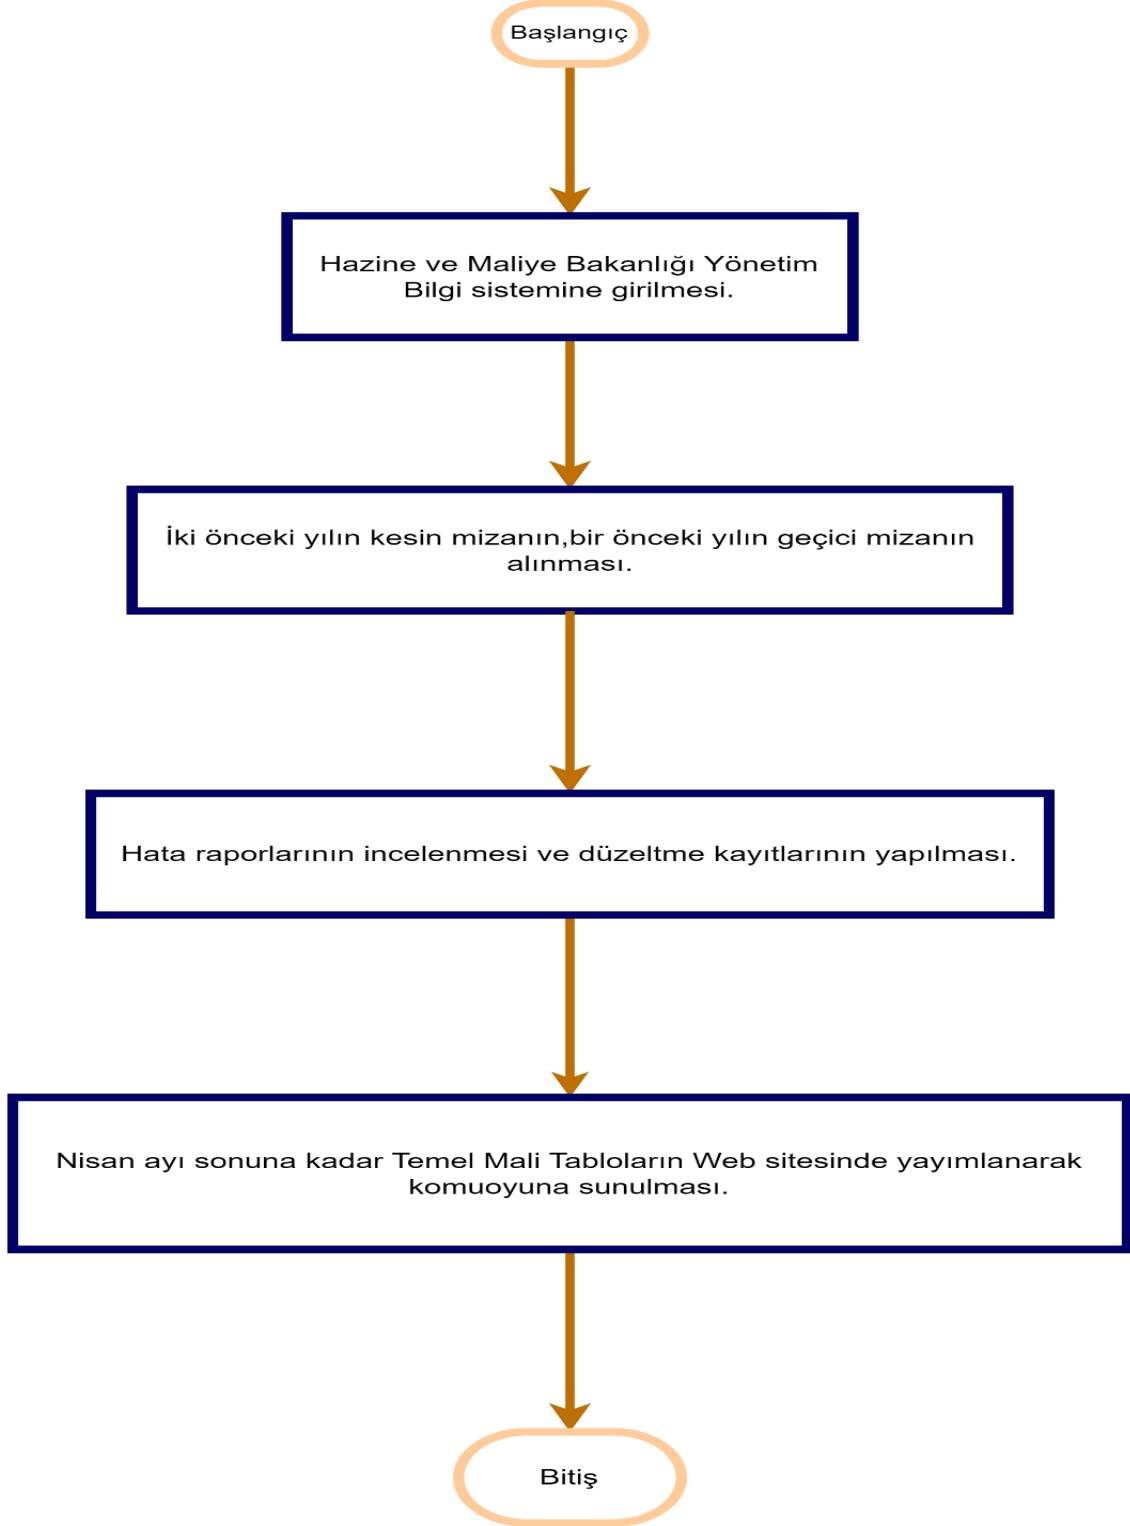 Başlangıç
Hazine ve Maliye Bakanlığı Yönetim
Bilgi sistemine girilmesi.
İki önceki yılın kesin mizanın,bir önceki yılın geçici mizanın
alınması.
Hata raporlarının incelenmesi ve düzeltme kayıtlarının yapılması.
Nisan ayı sonuna kadar Temel Mali Tabloların Web sitesinde yayımlanarak
komuoyuna sunulması.
Bitiş